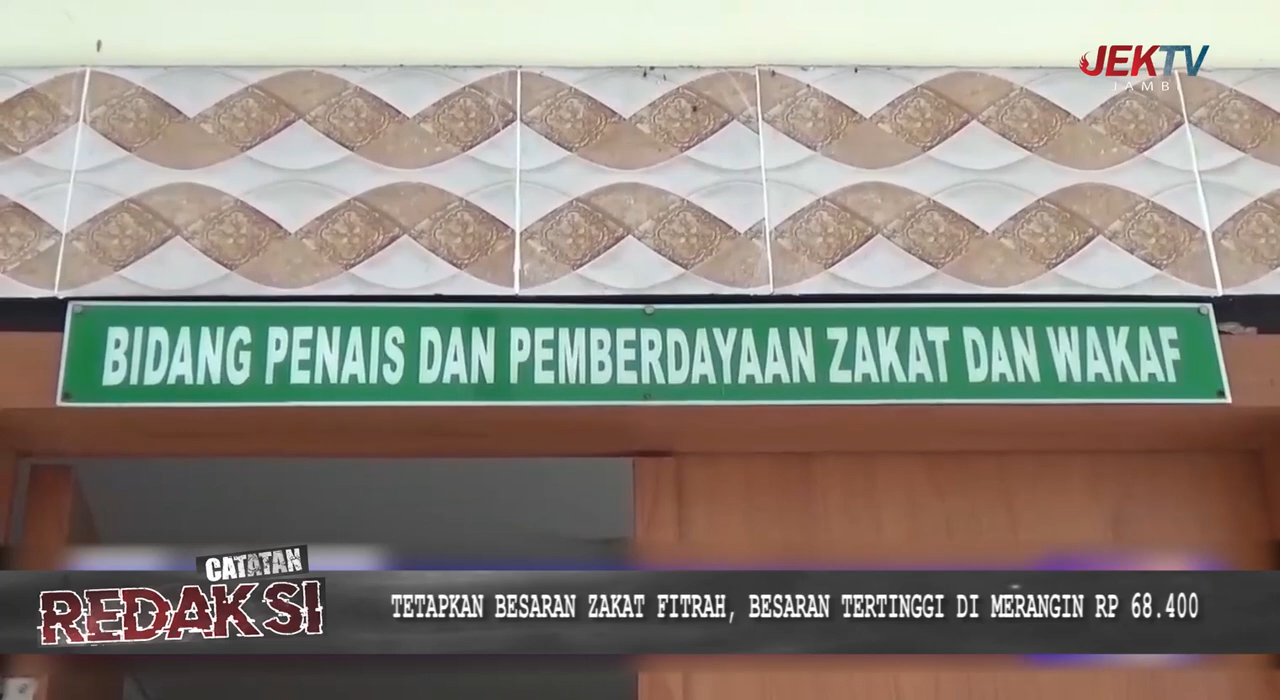 JEKTV
JAMBI
BIDANG PENAIS DAN PEMBERDAYAAN ZAKAT DAN WAKAF
CATATAN
REDAKSI
TETAPKAN BESARAN ZAKAT FITRAH, BESARAN TERTINGGI DI MERANGIN RP 68.400